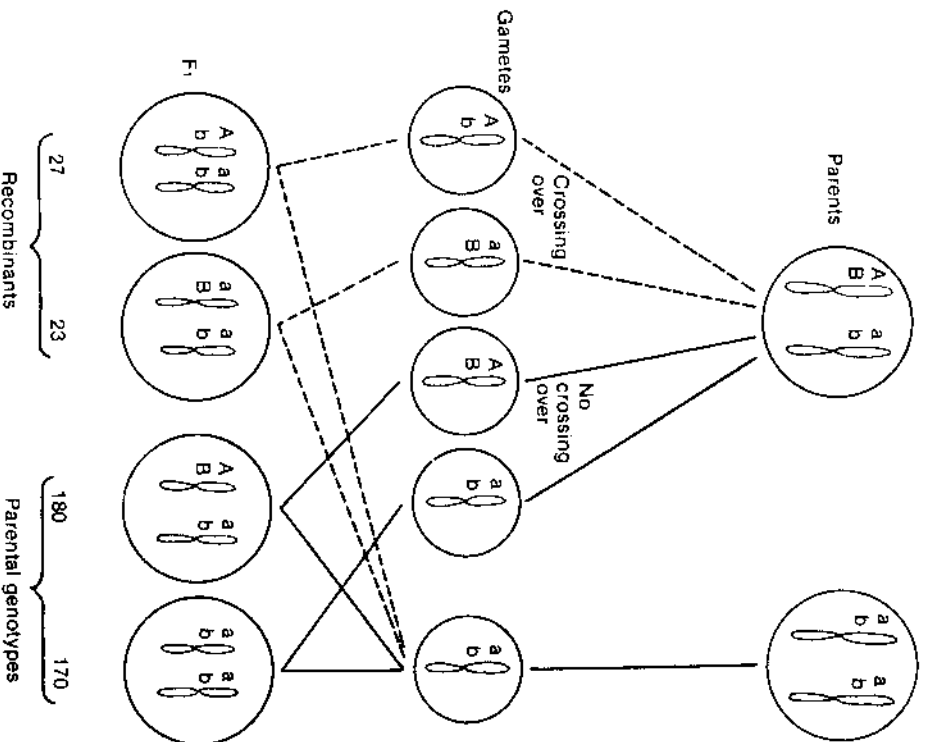 Parents
A a a a
B b b b
Crossing
over
No
crossing
over
Gametes
A a A a a
b B B b b
F₁
A a a a A a a a
b b B b B b b b
27 23 180 170
Recombinants Parental genotypes